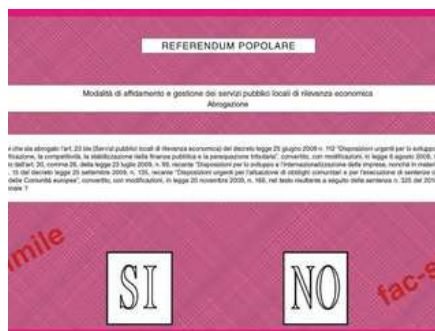 REFERENDUM POPOLARE
Modalità di affidamento e gestione dei servizi pubblici locali di rilevanza economica
Abrogazione
e che sia abrogato l'art. 23 bis (Servizi pubblici locali di rilevanza economica) del decreto legge 25 giugno 2008 n. 112 "Disposizioni urgenti per lo sviluppo
ficazione, la competitività, la stabilizzazione della finanza pubblica e la perequazione tributaria", convertito, con modificazioni, in legge 6 agosto 2008,
o dall'art. 30, comma 26, della legge 23 luglio 2009, n. 99, recante "Disposizioni per lo sviluppo e l'internazionalizzazione delle imprese, nonché in materi
. 15 del decreto legge 25 settembre 2009, n. 135, recante "Disposizioni urgenti per l'attuazione di obblighi comunitari e per l'esecuzione di sentenze d
delle Comunità europee", convertito, con modificazioni, in legge 20 novembre 2009, n. 166, nel testo risultante a seguito della sentenza n. 325 del 201
onale ?
imile
fac-s
SI NO